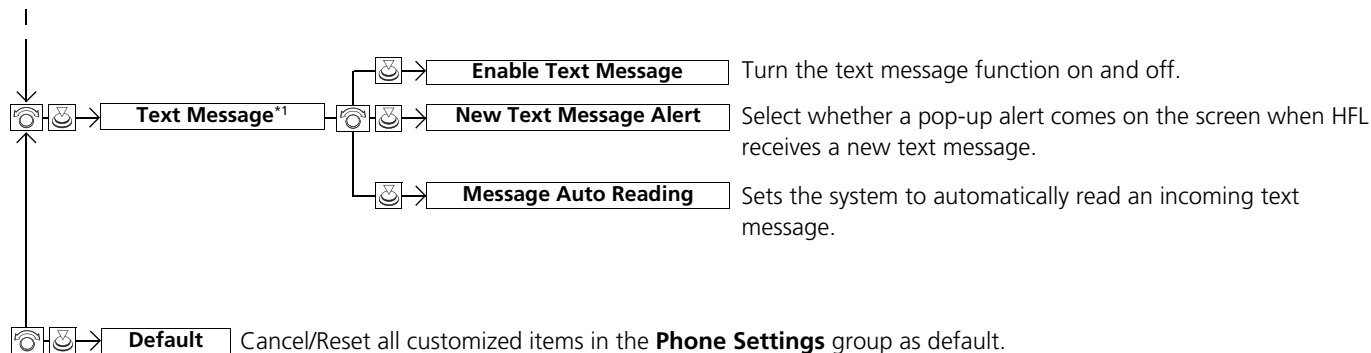 Enable Text Message Turn the text message function on and off.
Text Message*1 New Text Message Alert Select whether a pop-up alert comes on the screen when HFL
receives a new text message.
Message Auto Reading Sets the system to automatically read an incoming text
message.
Default Cancel/Reset all customized items in the Phone Settings group as default.